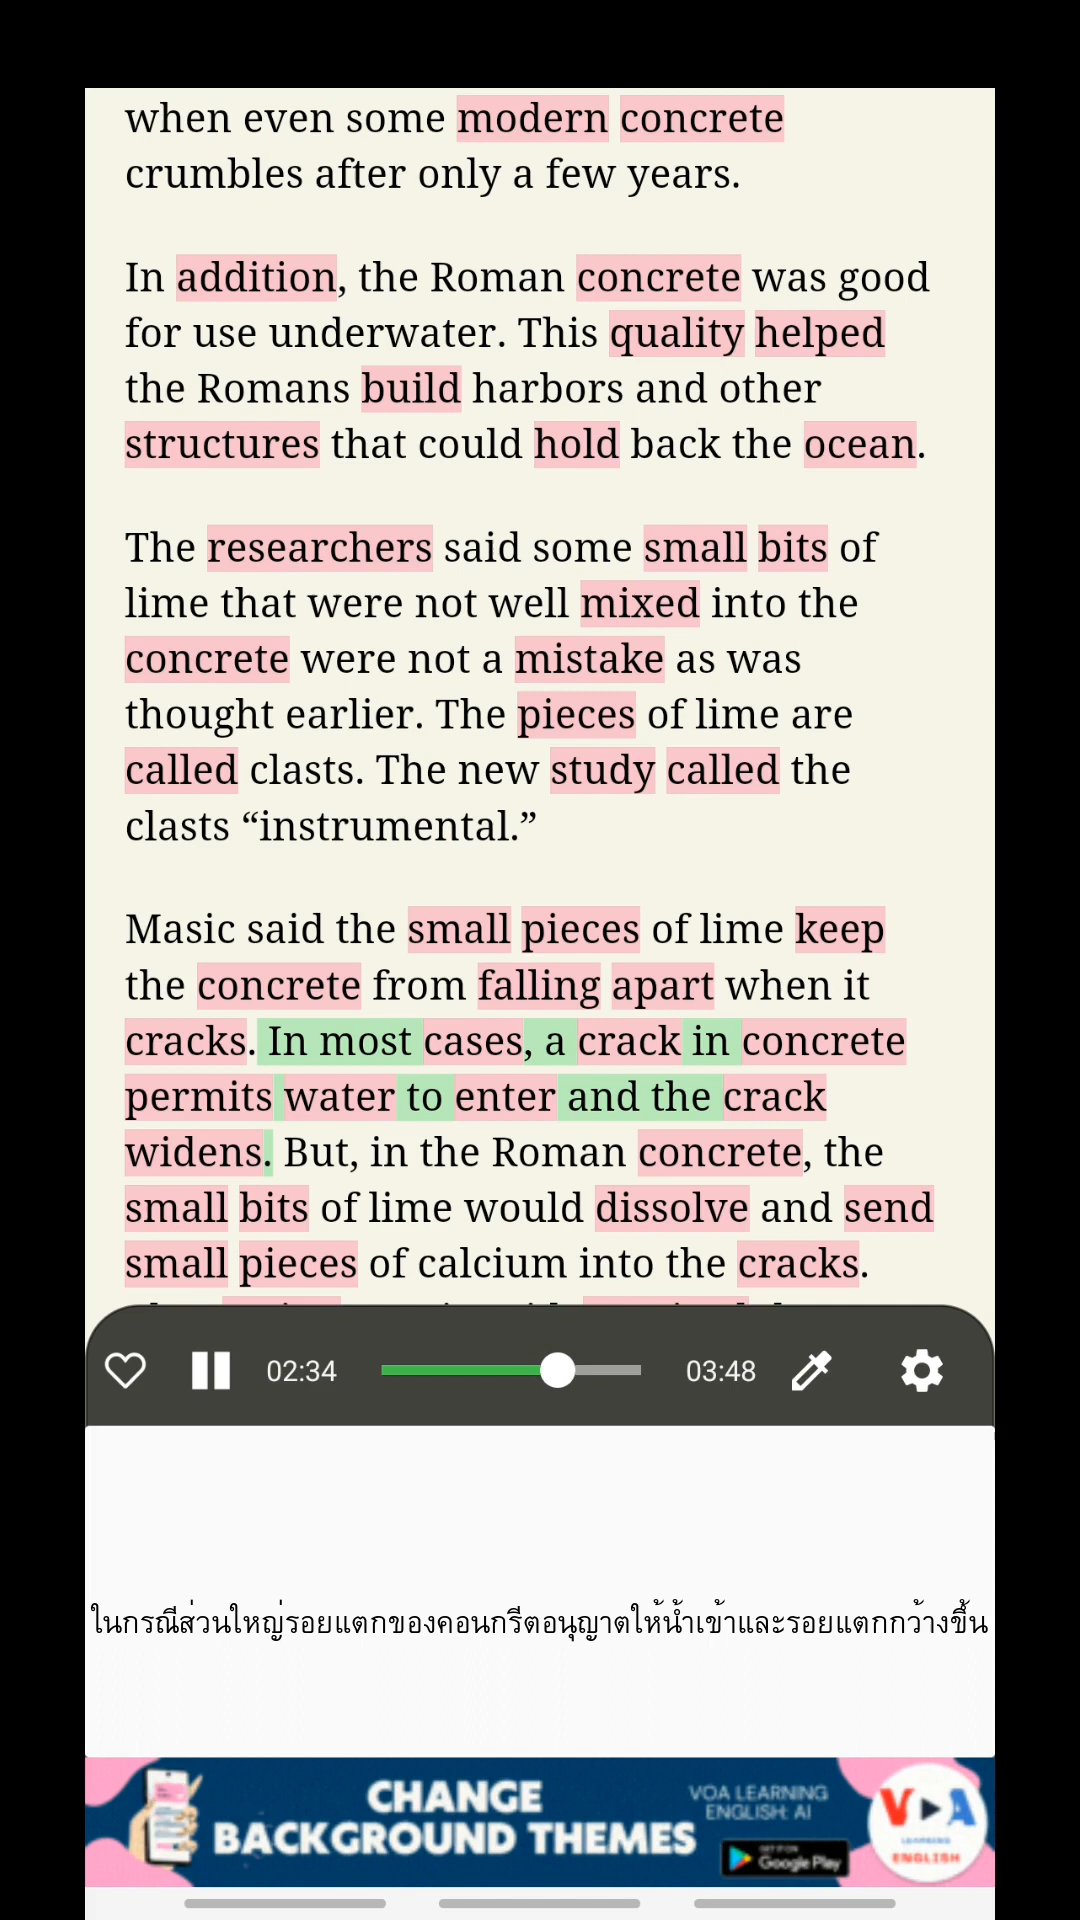 when even some modern concrete
crumbles after only a few years.
In addition, the Roman concrete was good
for use underwater. This quality helped
the Romans build harbors and other
structures that could hold back the ocean.
The researchers said some small bits of
lime that were not well mixed into the
concrete were not a mistake as was
thought earlier. The pieces of lime are
called clasts. The new study called the
clasts “instrumental.”
Masic said the small pieces of lime keep
the concrete from falling apart when it
cracks. In most cases, a crack in concrete
permits water to enter and the crack
widens. But, in the Roman concrete, the
small bits of lime would dissolve and send
small pieces of calcium into the cracks.
02:34 03:48
ในกรณีส่วนใหญ่รอยแตกของคอนกรีตอนุญาตให้น้ำเข้าและรอยแตกกว้างขึ้น
CHANGE
BACKGROUND THEMES
VOA LEARNING
ENGLISH: AI
GET IT ON
Google Play
VOA
LEARNING
ENGLISH